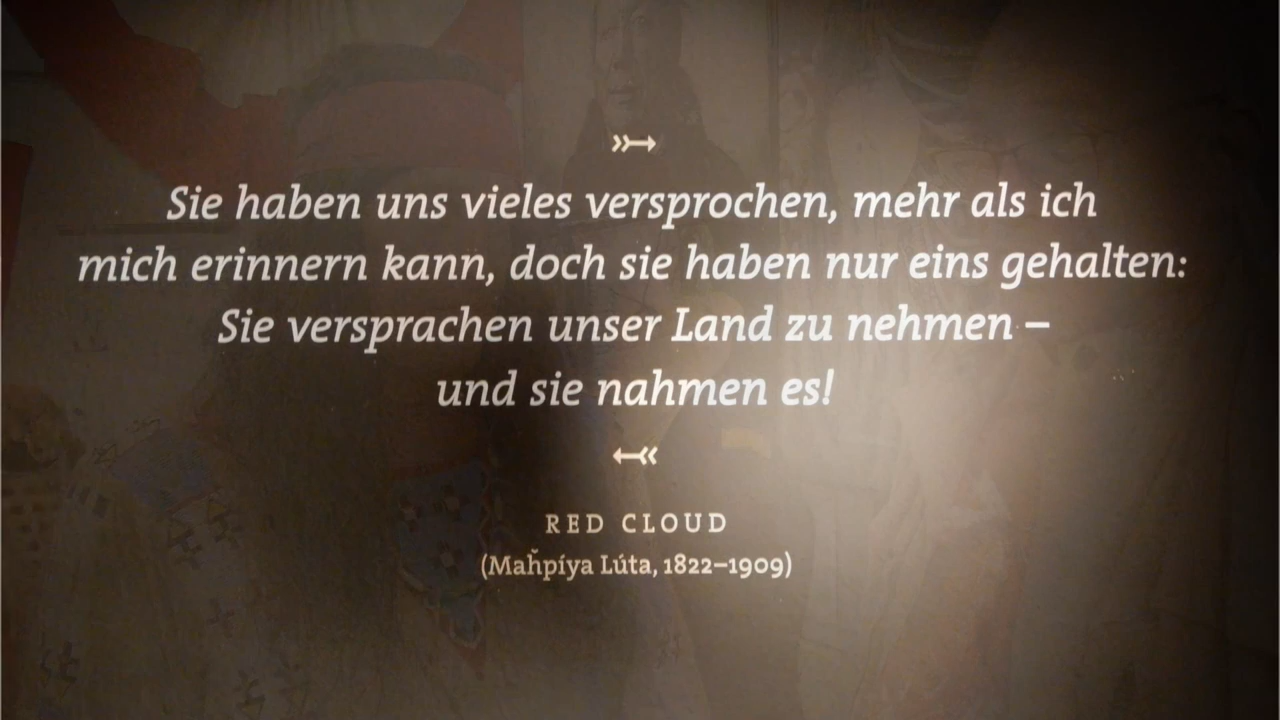 Sie haben uns vieles versprochen, mehr als ich
mich erinnern kann, doch sie haben nur eins gehalten:
Sie versprachen unser Land zu nehmen –
und sie nahmen es!
RED CLOUD
(Maȟpíya Lúta, 1822–1909)